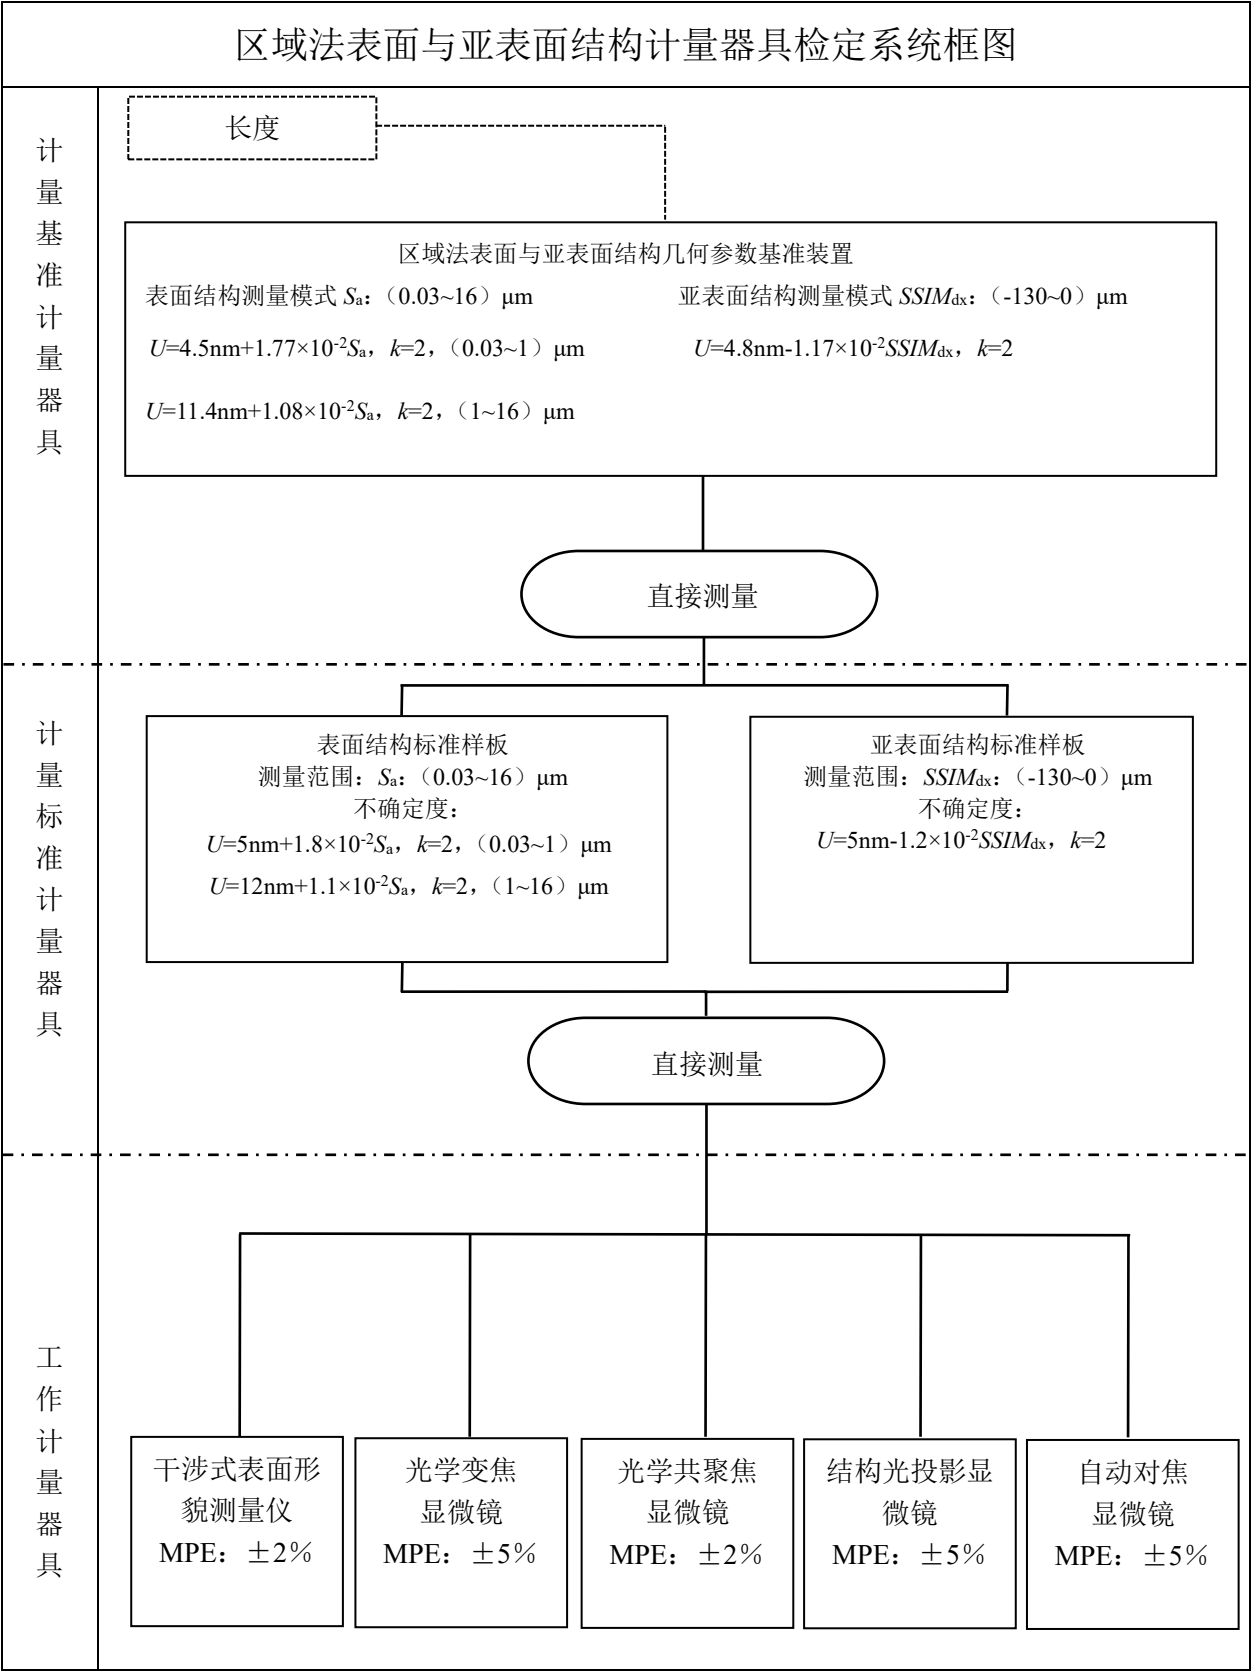 区域法表面与亚表面结构计量器具检定系统框图
计量基准计量器具
长度
区域法表面与亚表面结构几何参数基准装置
表面结构测量模式 Sa:(0.03~16)μm
亚表面结构测量模式 SSIMdx:(-130~0)μm
U=4.5nm+1.77×10-2Sa,k=2,(0.03~1)μm
U=4.8nm-1.17×10-2SSIMdx,k=2
U=11.4nm+1.08×10-2Sa,k=2,(1~16)μm
直接测量
计量标准计量器具
表面结构标准样板
测量范围:Sa:(0.03~16)μm
不确定度:
U=5nm+1.8×10-2Sa,k=2,(0.03~1)μm
U=12nm+1.1×10-2Sa,k=2,(1~16)μm
亚表面结构标准样板
测量范围:SSIMdx:(-130~0)μm
不确定度:
U=5nm-1.2×10-2SSIMdx,k=2
直接测量
工作计量器具
干涉式表面形
貌测量仪
MPE:±2%
光学变焦
显微镜
MPE:±5%
光学共聚焦
显微镜
MPE:±2%
结构光投影显
微镜
MPE:±5%
自动对焦
显微镜
MPE:±5%